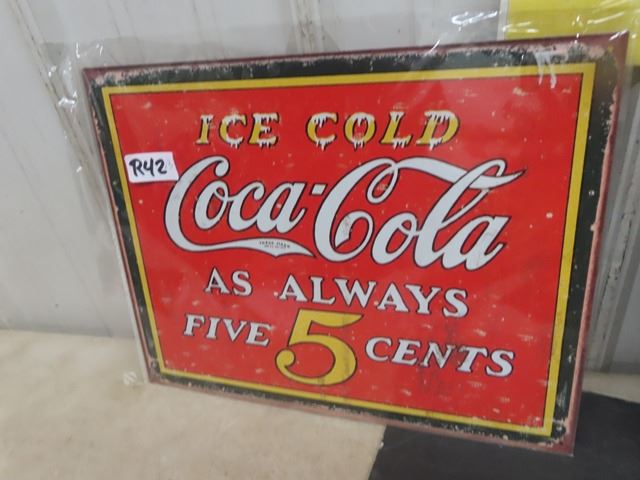 ICE COLD
R42
Coca-Cola
AS ALWAYS
FIVE 5 CENTS